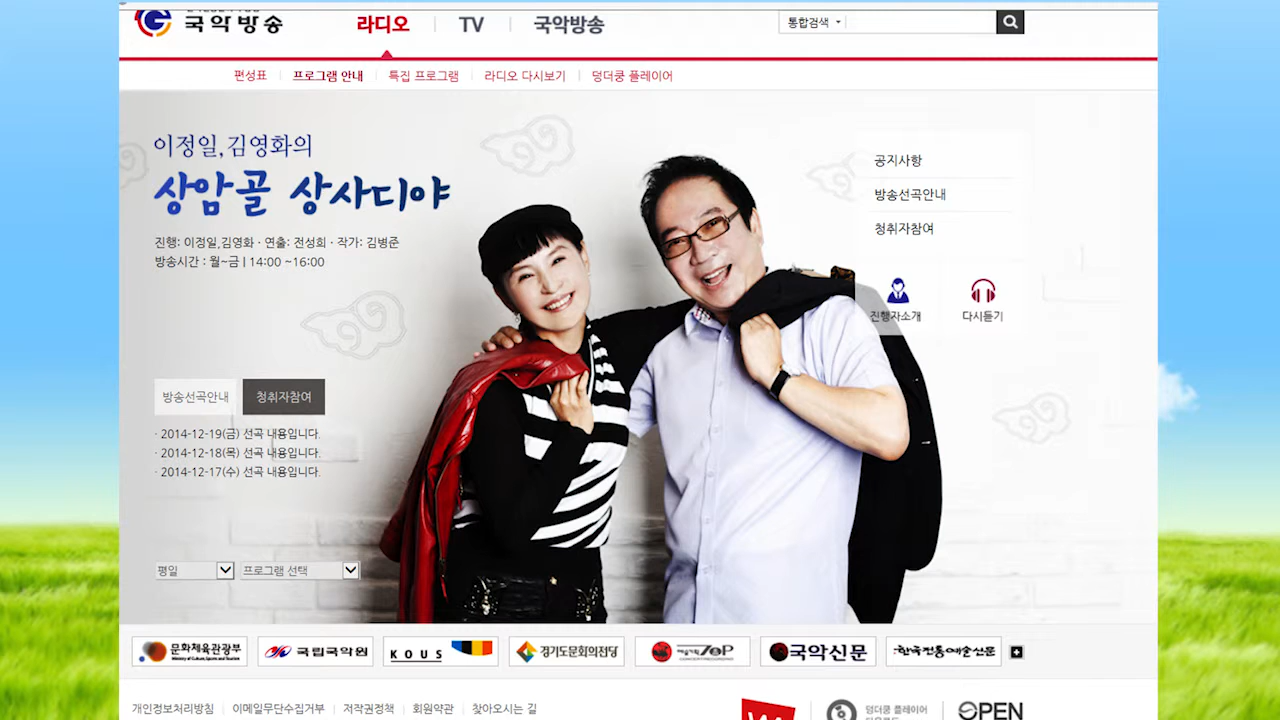 국악방송
라디오
TV
국악방송
통합검색
편성표
프로그램 안내
특집 프로그램
라디오 다시보기
덩더쿵 플레이어
이정일,김영화의
상암골 상사디야
진행: 이정일,김영화 · 연출: 전성희 · 작가: 김병준
방송시간 : 월~금 | 14:00 ~16:00
공지사항
방송선곡안내
청취자참여
진행자소개
다시듣기
방송선곡안내
청취자참여
· 2014-12-19(금) 선곡 내용입니다.
· 2014-12-18(목) 선곡 내용입니다.
· 2014-12-17(수) 선곡 내용입니다.
평일
프로그램 선택
문화체육관광부
Ministry of Culture, Sports and Tourism
국립국악원
KOUS
경기도문화의전당
예술기획 TOP
국악신문
한국전통예술신문
개인정보처리방침
이메일무단수집거부
저작권정책
회원약관
찾아오시는 길
덩더쿵 플레이어
OPEN